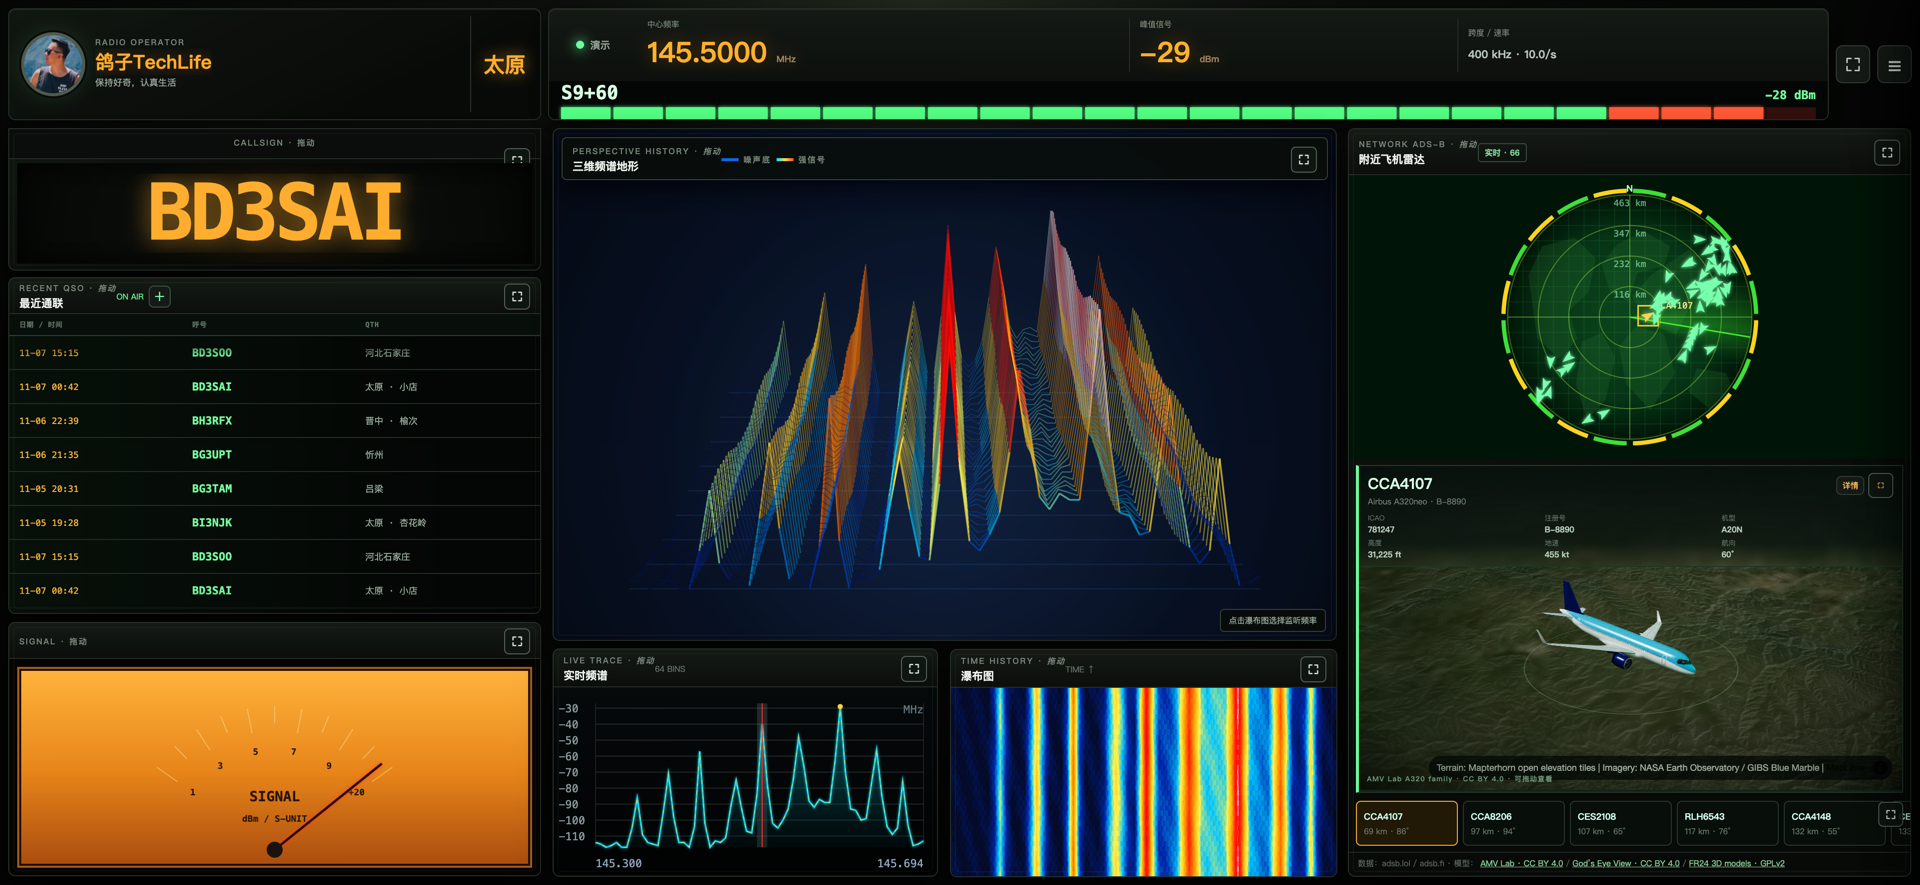 RADIO OPERATOR
鸽子TechLife
保持好奇，认真生活
太原
演示
中心频率
145.5000 MHz
峰值信号
-29 dBm
跨度 / 速率
400 kHz · 10.0/s
S9+60
-28 dBm
CALLSIGN · 拖动
BD3SAI
RECENT QSO · 拖动
最近通联
ON AIR +
日期 / 时间 呼号 QTH
11-07 15:15 BD3SOO 河北石家庄
11-07 00:42 BD3SAI 太原 · 小店
11-06 22:39 BH3RFX 晋中 · 榆次
11-06 21:35 BG3UPT 忻州
11-05 20:31 BG3TAM 吕梁
11-05 19:28 BI3NJK 太原 · 杏花岭
11-07 15:15 BD3SOO 河北石家庄
11-07 00:42 BD3SAI 太原 · 小店
SIGNAL · 拖动
1 3 5 7 9 +20
SIGNAL
dBm / S-UNIT
PERSPECTIVE HISTORY · 拖动
三维频谱地形
噪声底 强信号
点击瀑布图选择监听频率
LIVE TRACE · 拖动
实时频谱
64 BINS
MHz
-30
-40
-50
-60
-70
-80
-90
-100
-110
145.300 145.694
TIME HISTORY · 拖动
瀑布图
TIME ↑
NETWORK ADS-B · 拖动
附近飞机雷达
实时 · 66
N
463 km
347 km
232 km
116 km
4107
CCA4107
Airbus A320neo · B-8890
详情
ICAO 注册号 机型
781247 B-8890 A20N
高度 地速 航向
31,225 ft 455 kt 60°
Terrain: Mapterhorn open elevation tiles | Imagery: NASA Earth Observatory / GIBS Blue Marble |
AMV Lab A320 family · CC BY 4.0 · 可拖动查看
CCA4107
69 km · 86°
CCA8206
97 km · 94°
CES2108
107 km · 65°
RLH6543
117 km · 76°
CCA4148
132 km · 55°
数据: adsb.lol / adsb.fi · 模型: AMV Lab · CC BY 4.0 / God's Eye View · CC BY 4.0 / FR24 3D models · GPLv2